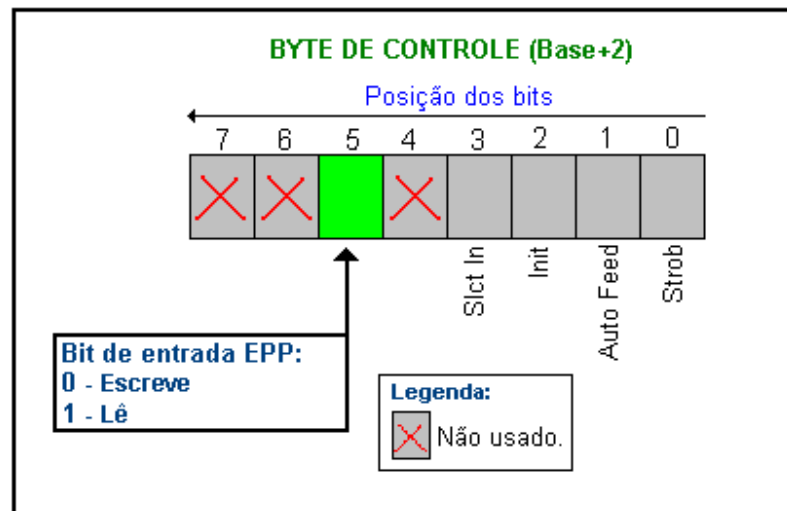 BYTE DE CONTROLE (Base+2)
Posição dos bits
7 6 5 4 3 2 1 0
Slct In
Init
Auto Feed
Strob
Bit de entrada EPP:
0 - Escreve
1 - Lê
Legenda:
Não usado.